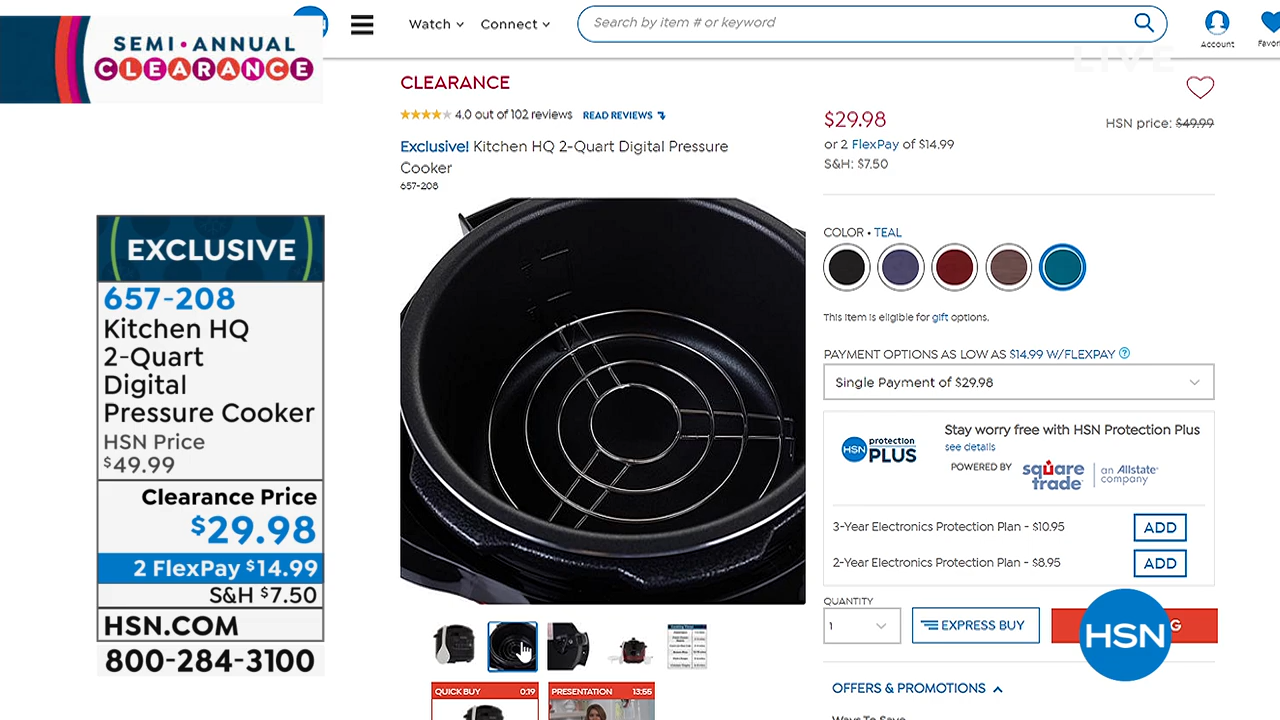 SEMI•ANNUAL
CLEARANCE
Watch
Connect
Search by item # or keyword
Account
LIVE
CLEARANCE
4.0 out of 102 reviews READ REVIEWS
Exclusive! Kitchen HQ 2-Quart Digital Pressure
Cooker
657-208
$29.98
HSN price: $49.99
or 2 FlexPay of $14.99
S&H: $7.50
COLOR • TEAL
This item is eligible for gift options.
PAYMENT OPTIONS AS LOW AS $14.99 W/FLEXPAY ?
Single Payment of $29.98
HSN protection PLUS
Stay worry free with HSN Protection Plus
see details
POWERED BY
square trade
an Allstate company
3-Year Electronics Protection Plan - $10.95
ADD
2-Year Electronics Protection Plan - $8.95
ADD
QUANTITY
1
EXPRESS BUY
HSN
OFFERS & PROMOTIONS
Ways To Save
QUICK BUY 0:19
PRESENTATION
EXCLUSIVE
657-208
Kitchen HQ
2-Quart
Digital
Pressure Cooker
HSN Price
$49.99
Clearance Price
$29.98
2 FlexPay $14.99
S&H $7.50
HSN.COM
800-284-3100